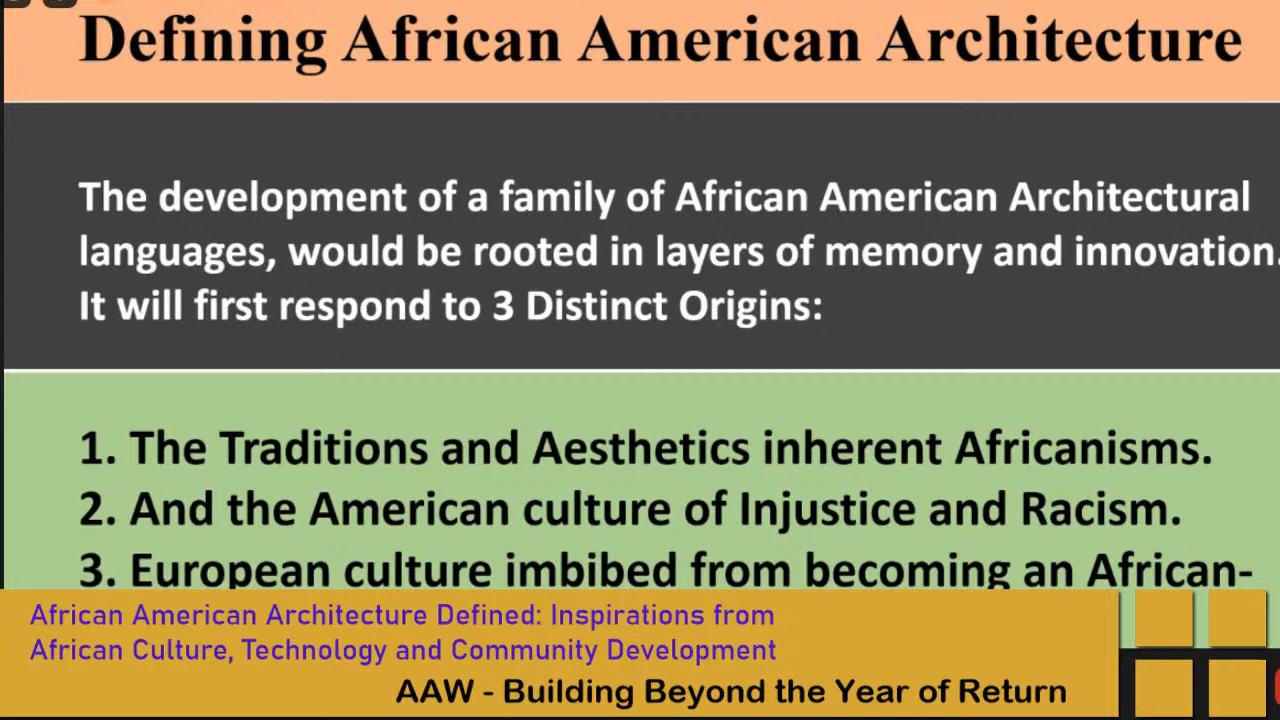 Defining African American Architecture
The development of a family of African American Architectural
languages, would be rooted in layers of memory and innovation.
It will first respond to 3 Distinct Origins:
1. The Traditions and Aesthetics inherent Africanisms.
2. And the American culture of Injustice and Racism.
3. European culture imbibed from becoming an African-
African American Architecture Defined: Inspirations from
African Culture, Technology and Community Development
AAW - Building Beyond the Year of Return